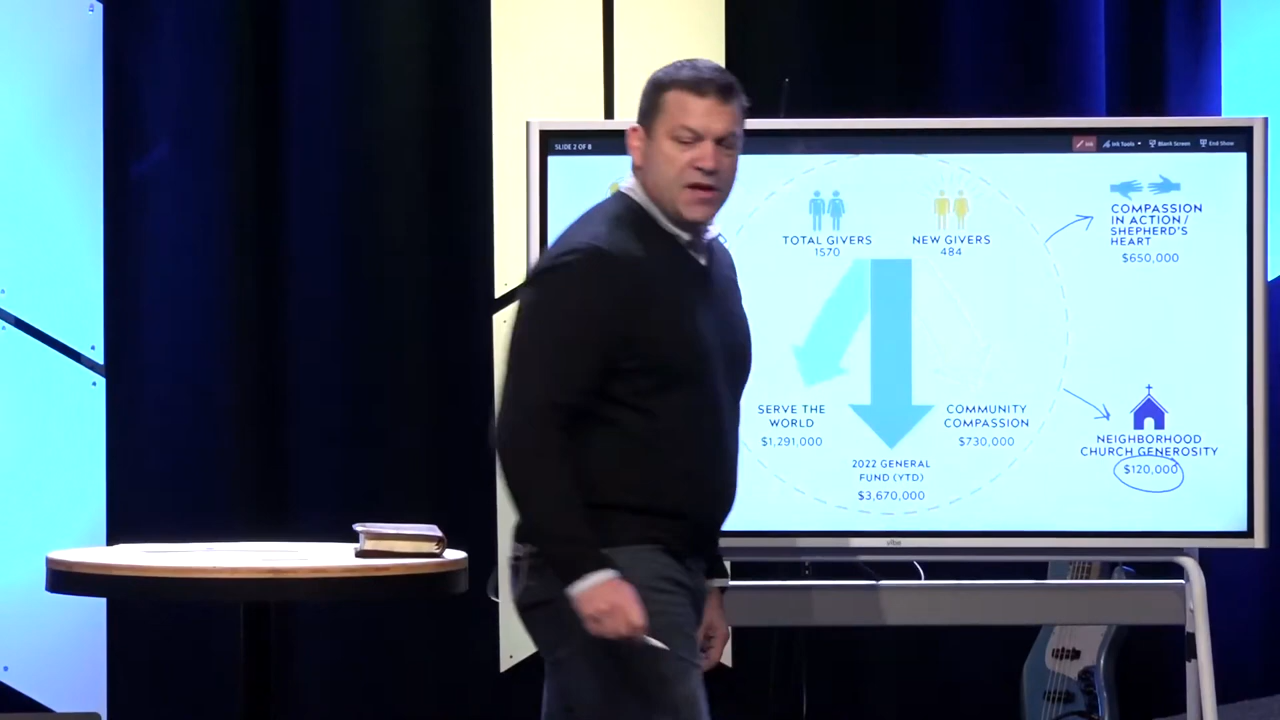 SLIDE 2 OF 8
Ink
Ink Tools
Blank Screen
End Show
TOTAL GIVERS
1570
NEW GIVERS
484
COMPASSION
IN ACTION /
SHEPHERD'S
HEART
$650,000
SERVE THE
WORLD
$1,291,000
COMMUNITY
COMPASSION
$730,000
2022 GENERAL
FUND (YTD)
$3,670,000
NEIGHBORHOOD
CHURCH GENEROSITY
$120,000
vibe